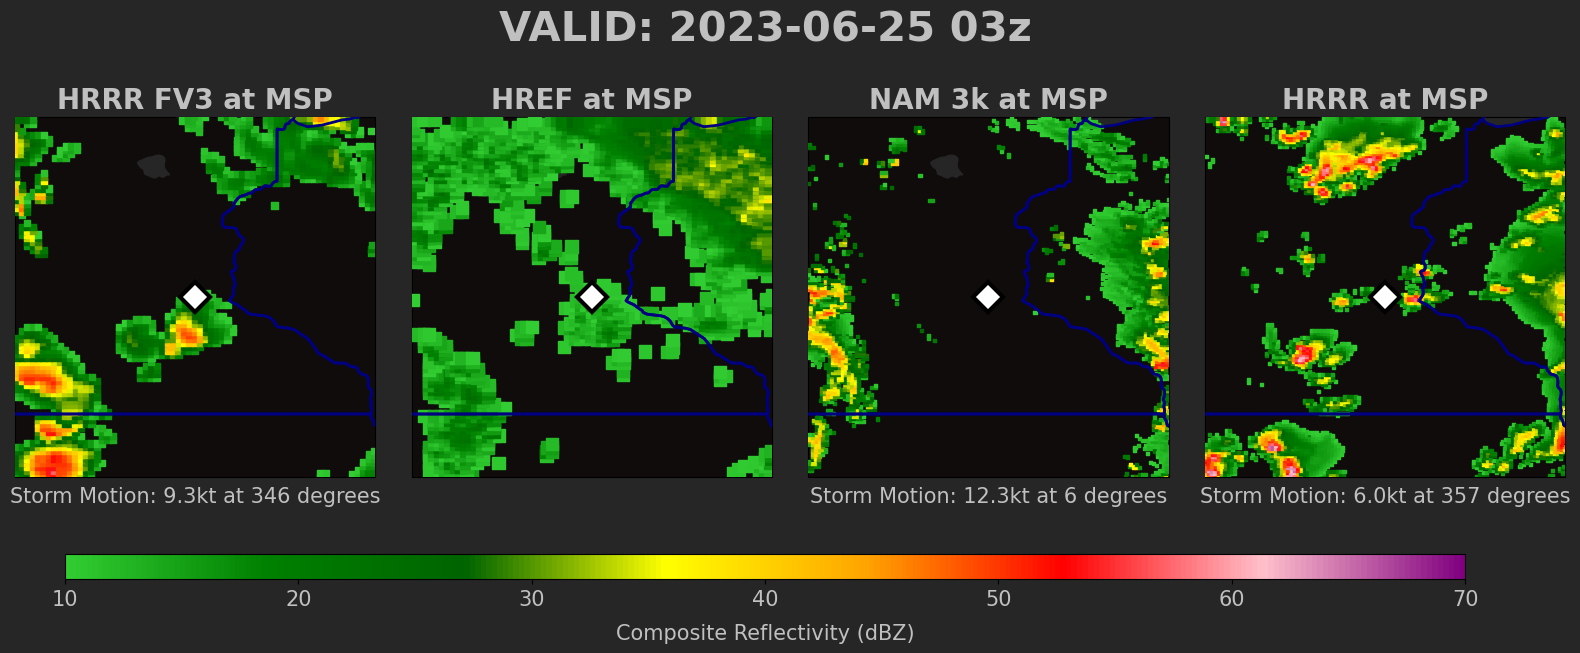 VALID: 2023-06-25 03z
HRRR FV3 at MSP
HREF at MSP
NAM 3k at MSP
HRRR at MSP
Storm Motion: 9.3kt at 346 degrees
Storm Motion: 12.3kt at 6 degrees
Storm Motion: 6.0kt at 357 degrees
10 20 30 40 50 60 70
Composite Reflectivity (dBZ)